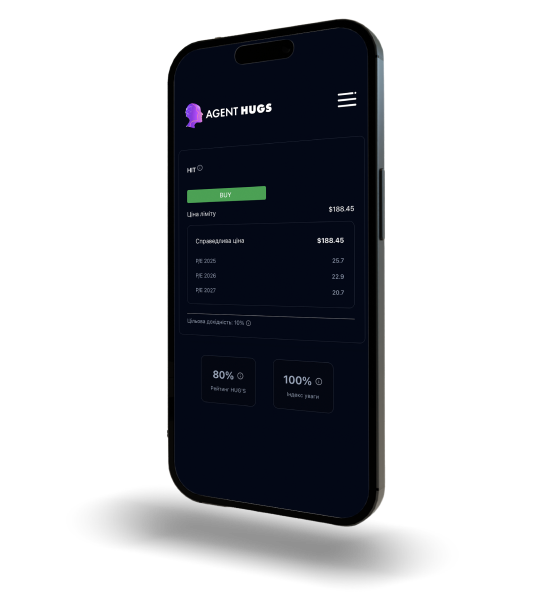 AGENT HUGS
HIT
BUY
Ціна ліміту $188.45
Справедлива ціна $188.45
P/E 2025 25.7
P/E 2026 22.9
P/E 2027 20.7
Цільова дохідність: 10%
80% 100%
Рейтинг HUG'S Індекс уваги